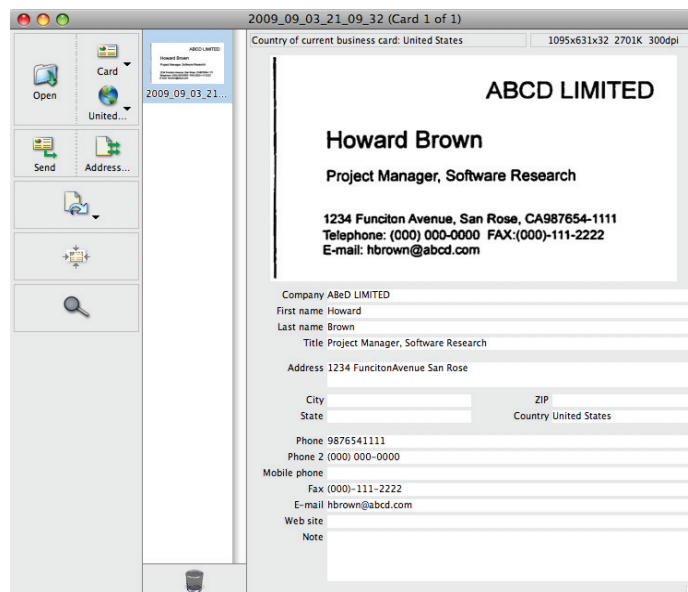 2009_09_03_21_09_32 (Card 1 of 1)
Open
Card
United...
Send
Address...
ABCD LIMITED
Howard Brown
2009_09_03_21...
Country of current business card: United States
1095x631x32 2701K 300dpi
ABCD LIMITED
Howard Brown
Project Manager, Software Research
1234 Funciton Avenue, San Rose, CA987654-1111
Telephone: (000) 000-0000 FAX:(000)-111-2222
E-mail: hbrown@abcd.com
Company ABeD LIMITED
First name Howard
Last name Brown
Title Project Manager, Software Research
Address 1234 FuncitonAvenue San Rose
City ZIP
State Country United States
Phone 9876541111
Phone 2 (000) 000-0000
Mobile phone
Fax (000)-111-2222
E-mail hbrown@abcd.com
Web site
Note